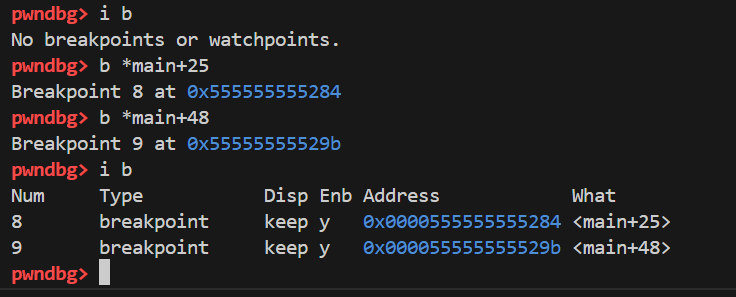 pwndbg> i b
No breakpoints or watchpoints.
pwndbg> b *main+25
Breakpoint 8 at 0x555555555284
pwndbg> b *main+48
Breakpoint 9 at 0x55555555529b
pwndbg> i b
Num     Type           Disp Enb Address            What
8       breakpoint     keep y   0x0000555555555284 <main+25>
9       breakpoint     keep y   0x000055555555529b <main+48>
pwndbg>